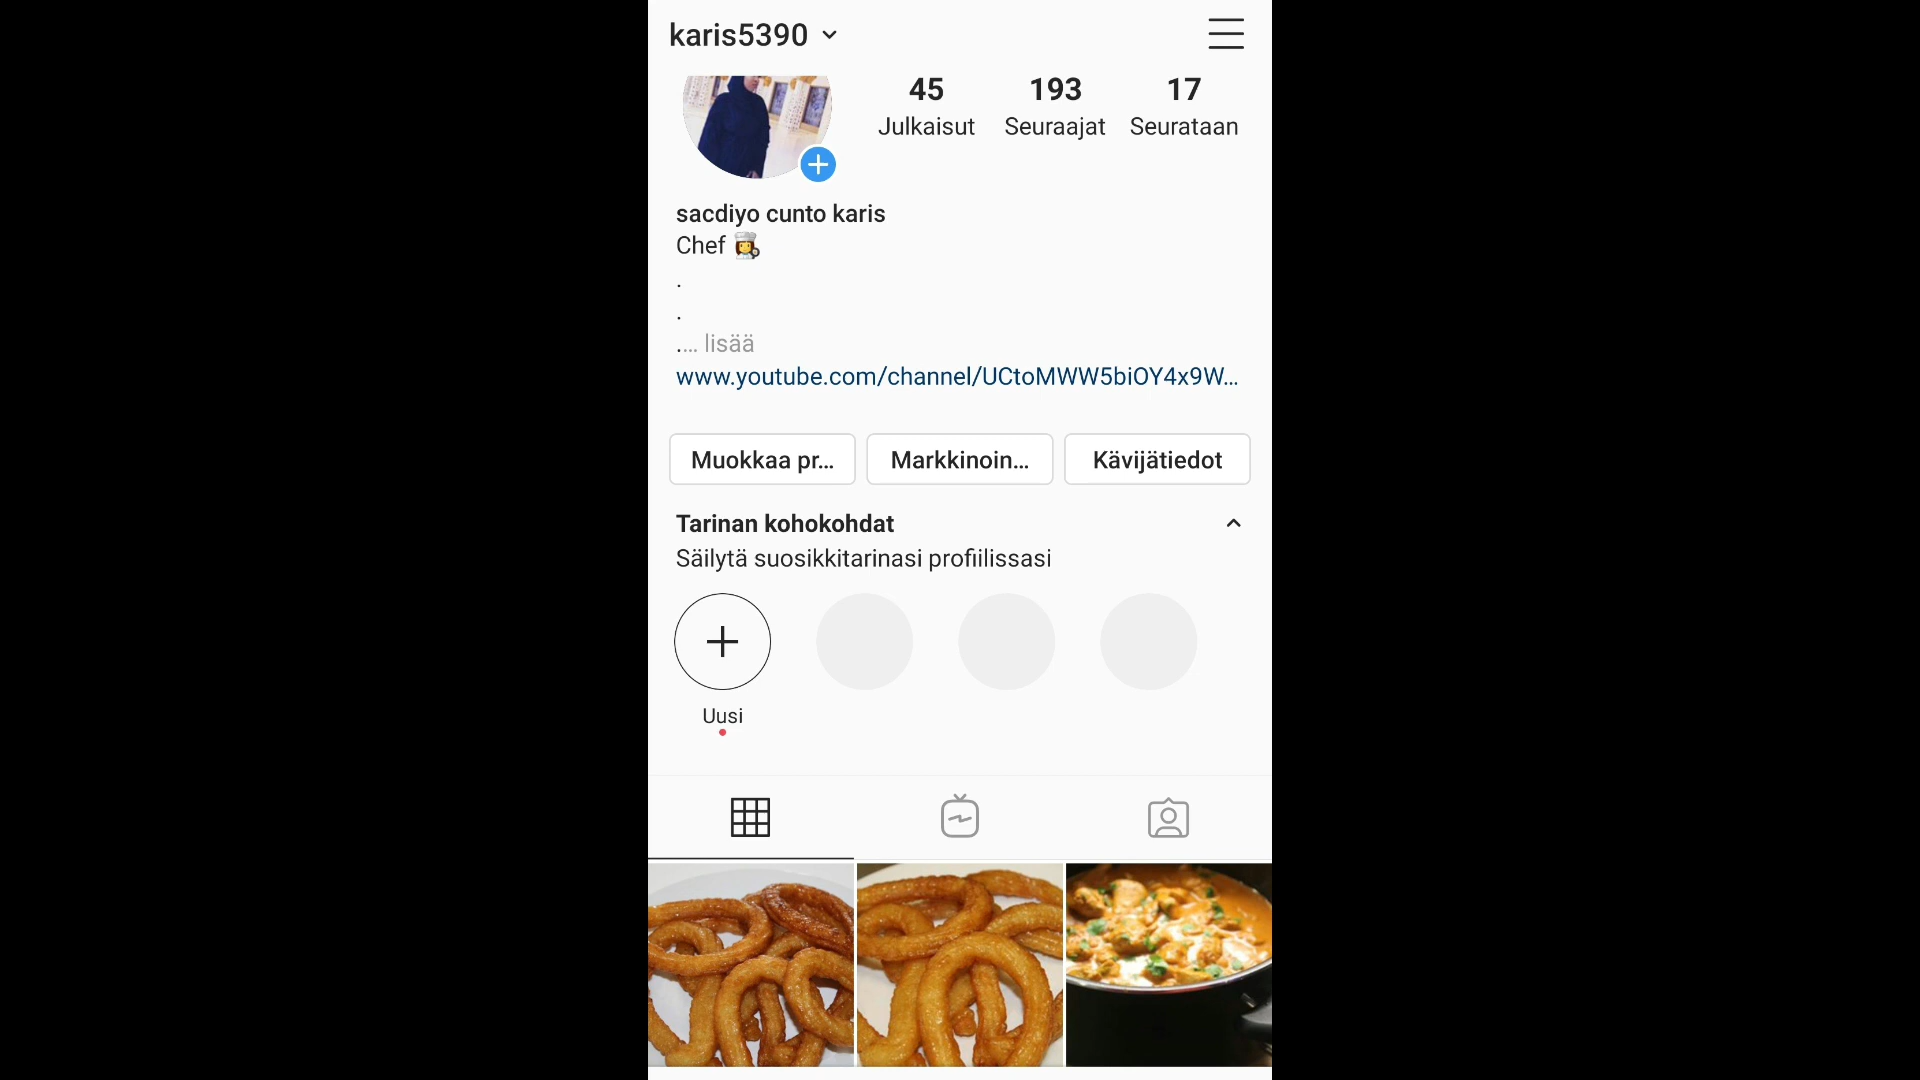 karis5390
45 193 17
Julkaisut Seuraajat Seurataan
sacdiyo cunto karis
Chef 👩‍🍳
.
.
.... lisää
www.youtube.com/channel/UCtoMWW5biOY4x9W...
Muokkaa pr... Markkinoin... Kävijätiedot
Tarinan kohokohdat
Säilytä suosikkitarinasi profiilissasi
Uusi